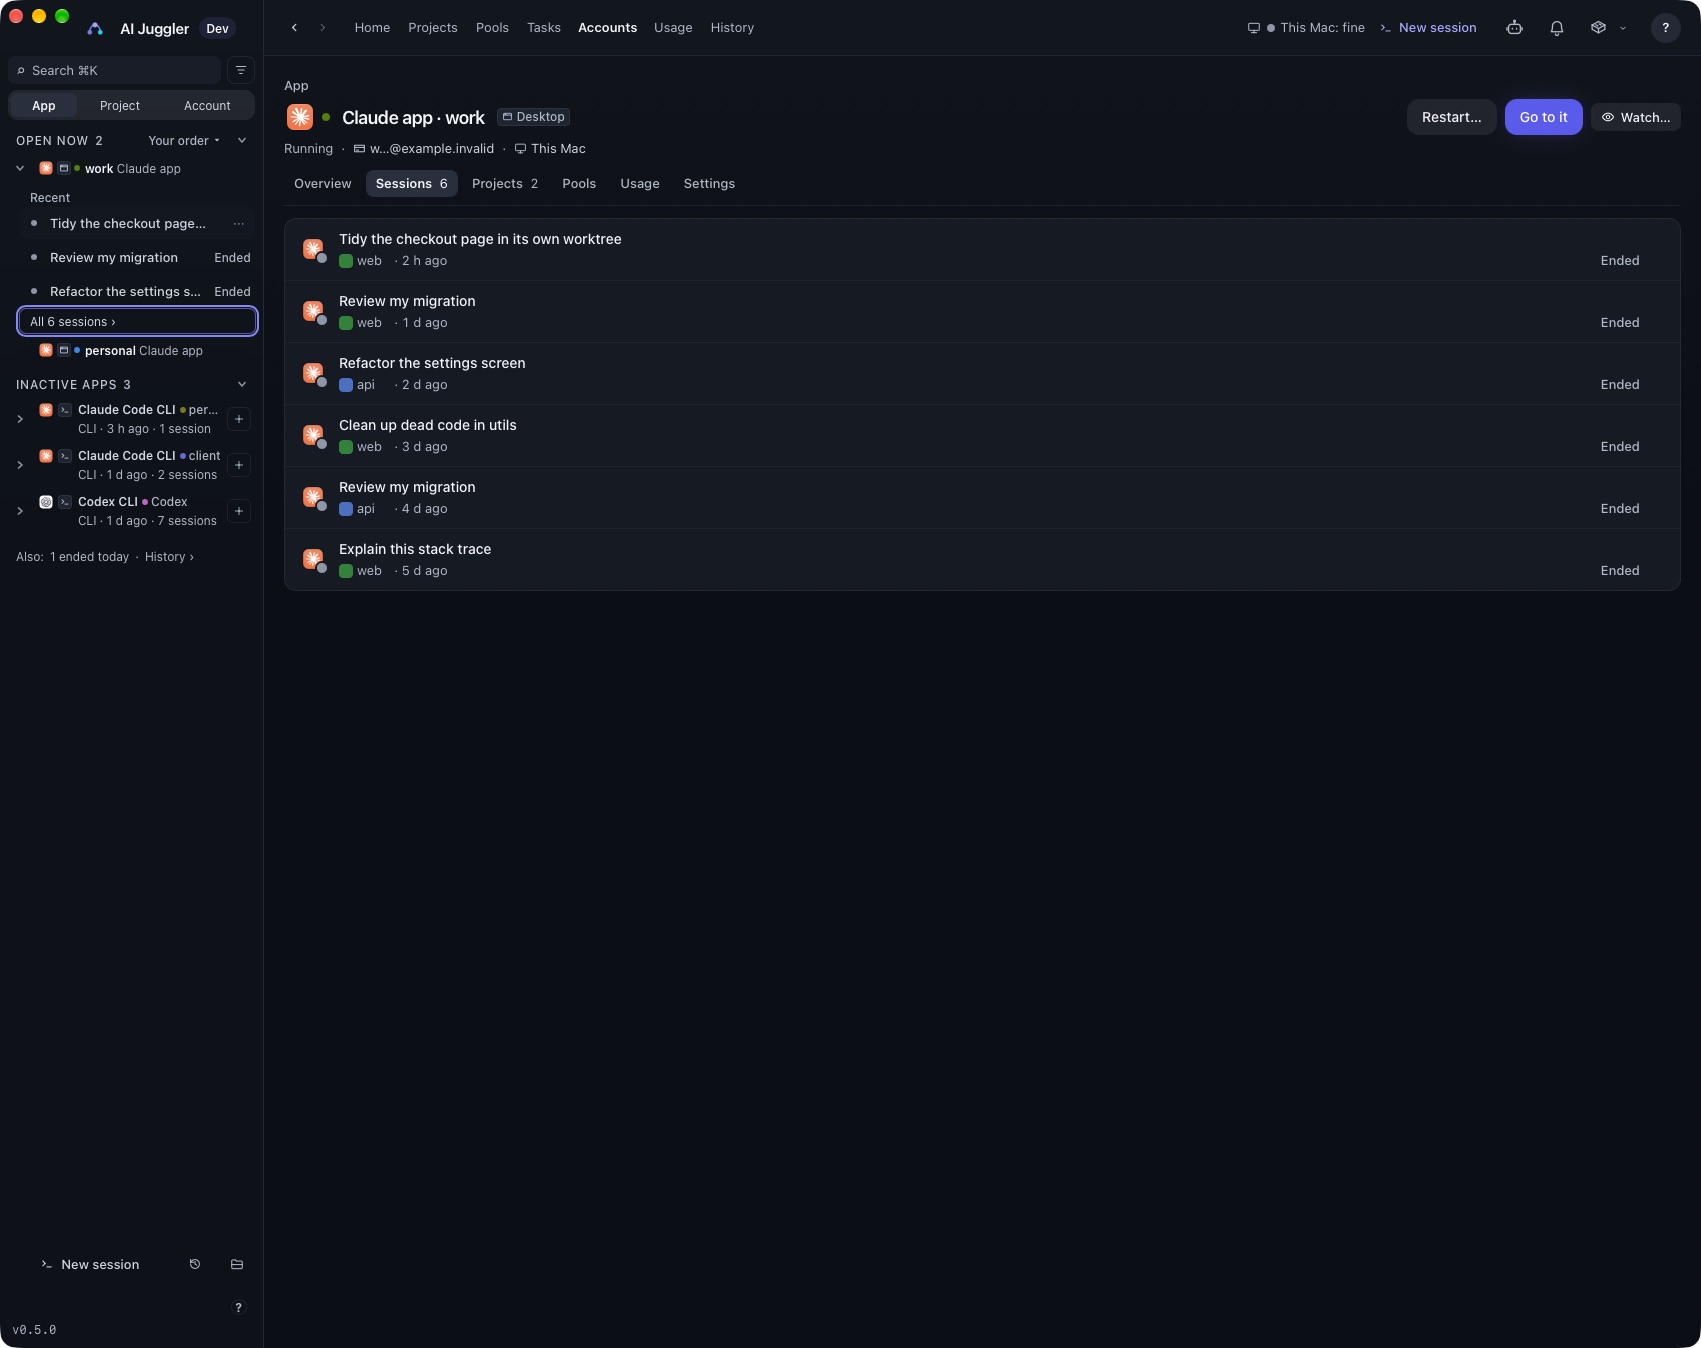 AI Juggler Dev
Search ⌘K
App Project Account
OPEN NOW 2 Your order
work Claude app
Recent
Tidy the checkout page... ...
Review my migration Ended
Refactor the settings s... Ended
All 6 sessions ›
personal Claude app
INACTIVE APPS 3
Claude Code CLI per...
CLI · 3 h ago · 1 session
Claude Code CLI client
CLI · 1 d ago · 2 sessions
Codex CLI Codex
CLI · 1 d ago · 7 sessions
Also: 1 ended today · History ›
New session
?
v0.5.0
Home Projects Pools Tasks Accounts Usage History
This Mac: fine New session ?
App
Claude app · work Desktop
Restart... Go to it Watch...
Running · w...@example.invalid · This Mac
Overview Sessions 6 Projects 2 Pools Usage Settings
Tidy the checkout page in its own worktree
web · 2 h ago Ended
Review my migration
web · 1 d ago Ended
Refactor the settings screen
api · 2 d ago Ended
Clean up dead code in utils
web · 3 d ago Ended
Review my migration
api · 4 d ago Ended
Explain this stack trace
web · 5 d ago Ended